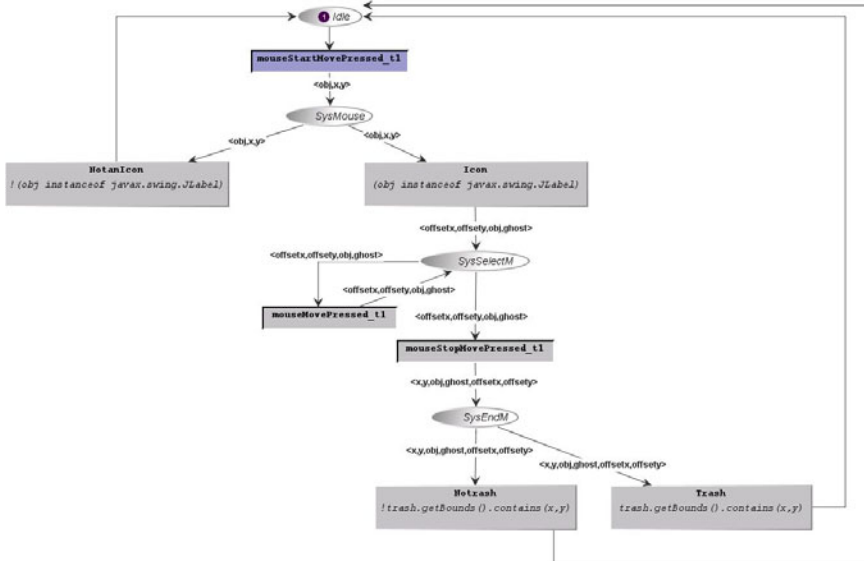 1 Idle
mouseStartMovePressed_t1
<obj,x,y>
SysMouse
<obj,x,y>
<obj,x,y>
NotanIcon
!(obj instanceof javax.swing.JLabel)
Icon
(obj instanceof javax.swing.JLabel)
<offsetx,offsety,obj,ghost>
<offsetx,offsety,obj,ghost>
SysSelectM
<offsetx,offsety,obj,ghost>
mouseMovePressed_t1
<offsetx,offsety,obj,ghost>
mouseStopMovePressed_t1
<x,y,obj,ghost,offsetx,offsety>
SysEndM
<x,y,obj,ghost,offsetx,offsety>
<x,y,obj,ghost,offsetx,offsety>
Notrash
!trash.getBounds().contains(x,y)
Trash
trash.getBounds().contains(x,y)